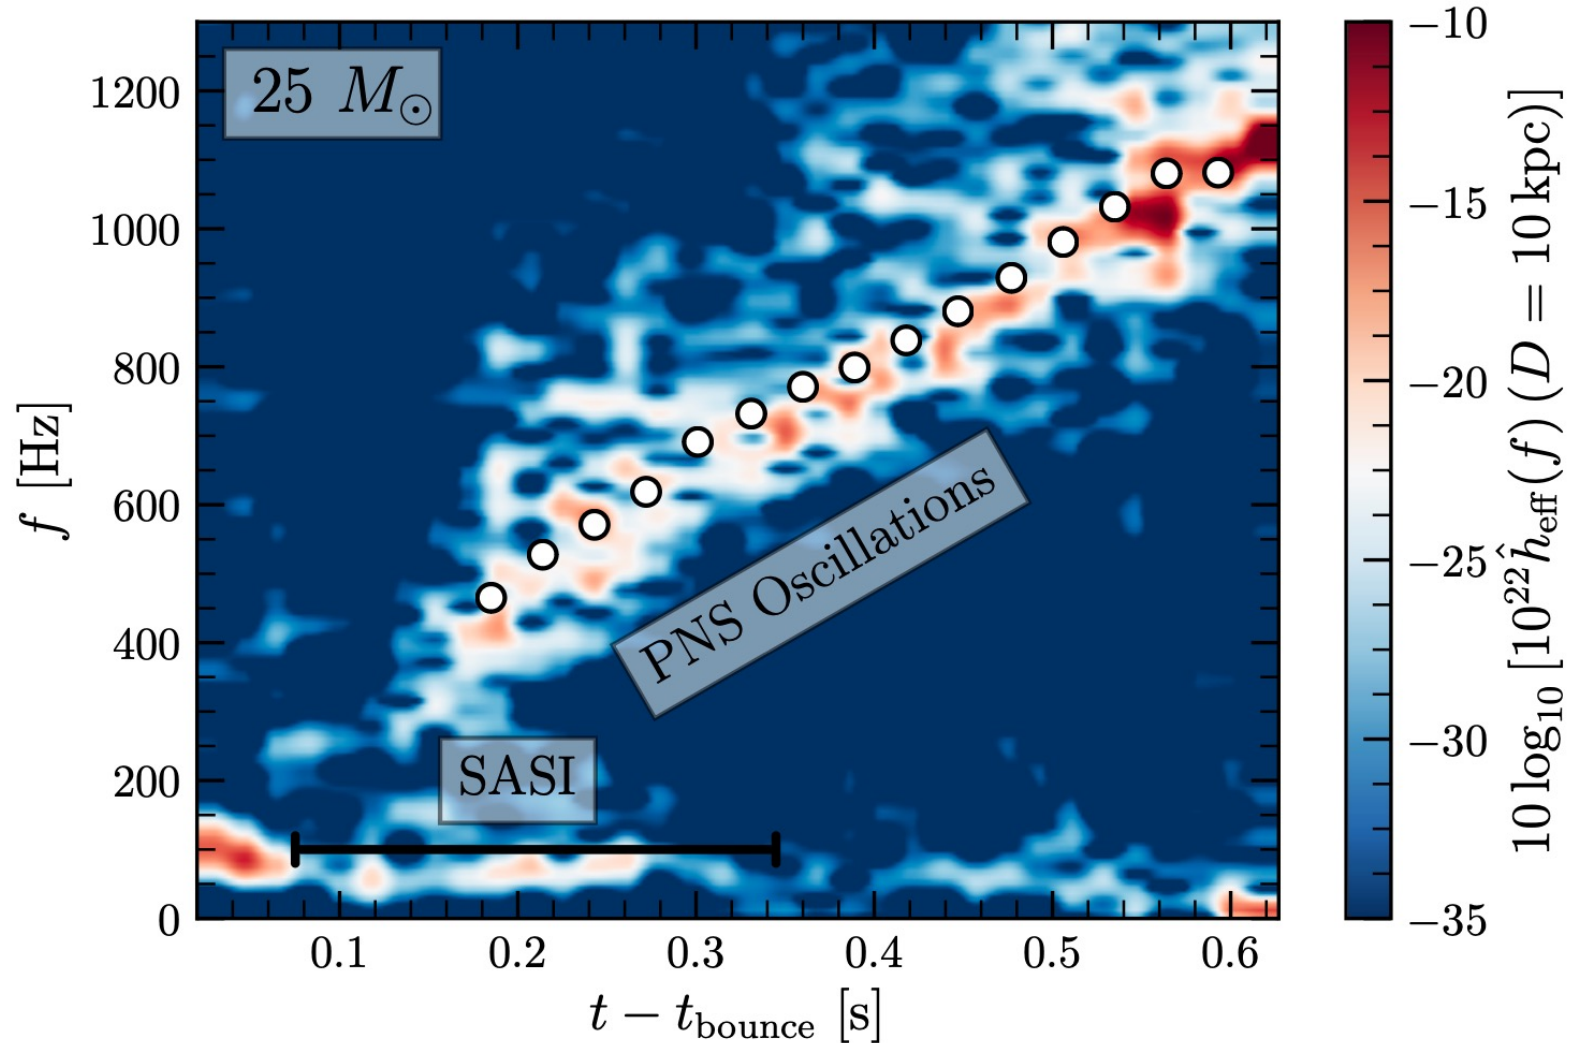 25 M⊙
1200
1000
800
600
400
200
0
f [Hz]
PNS Oscillations
SASI
0.1 0.2 0.3 0.4 0.5 0.6
t − t_bounce [s]
−10
−15
−20
−25
−30
−35
10 log₁₀ [10²² ĥ_eff(f) (D = 10 kpc)]